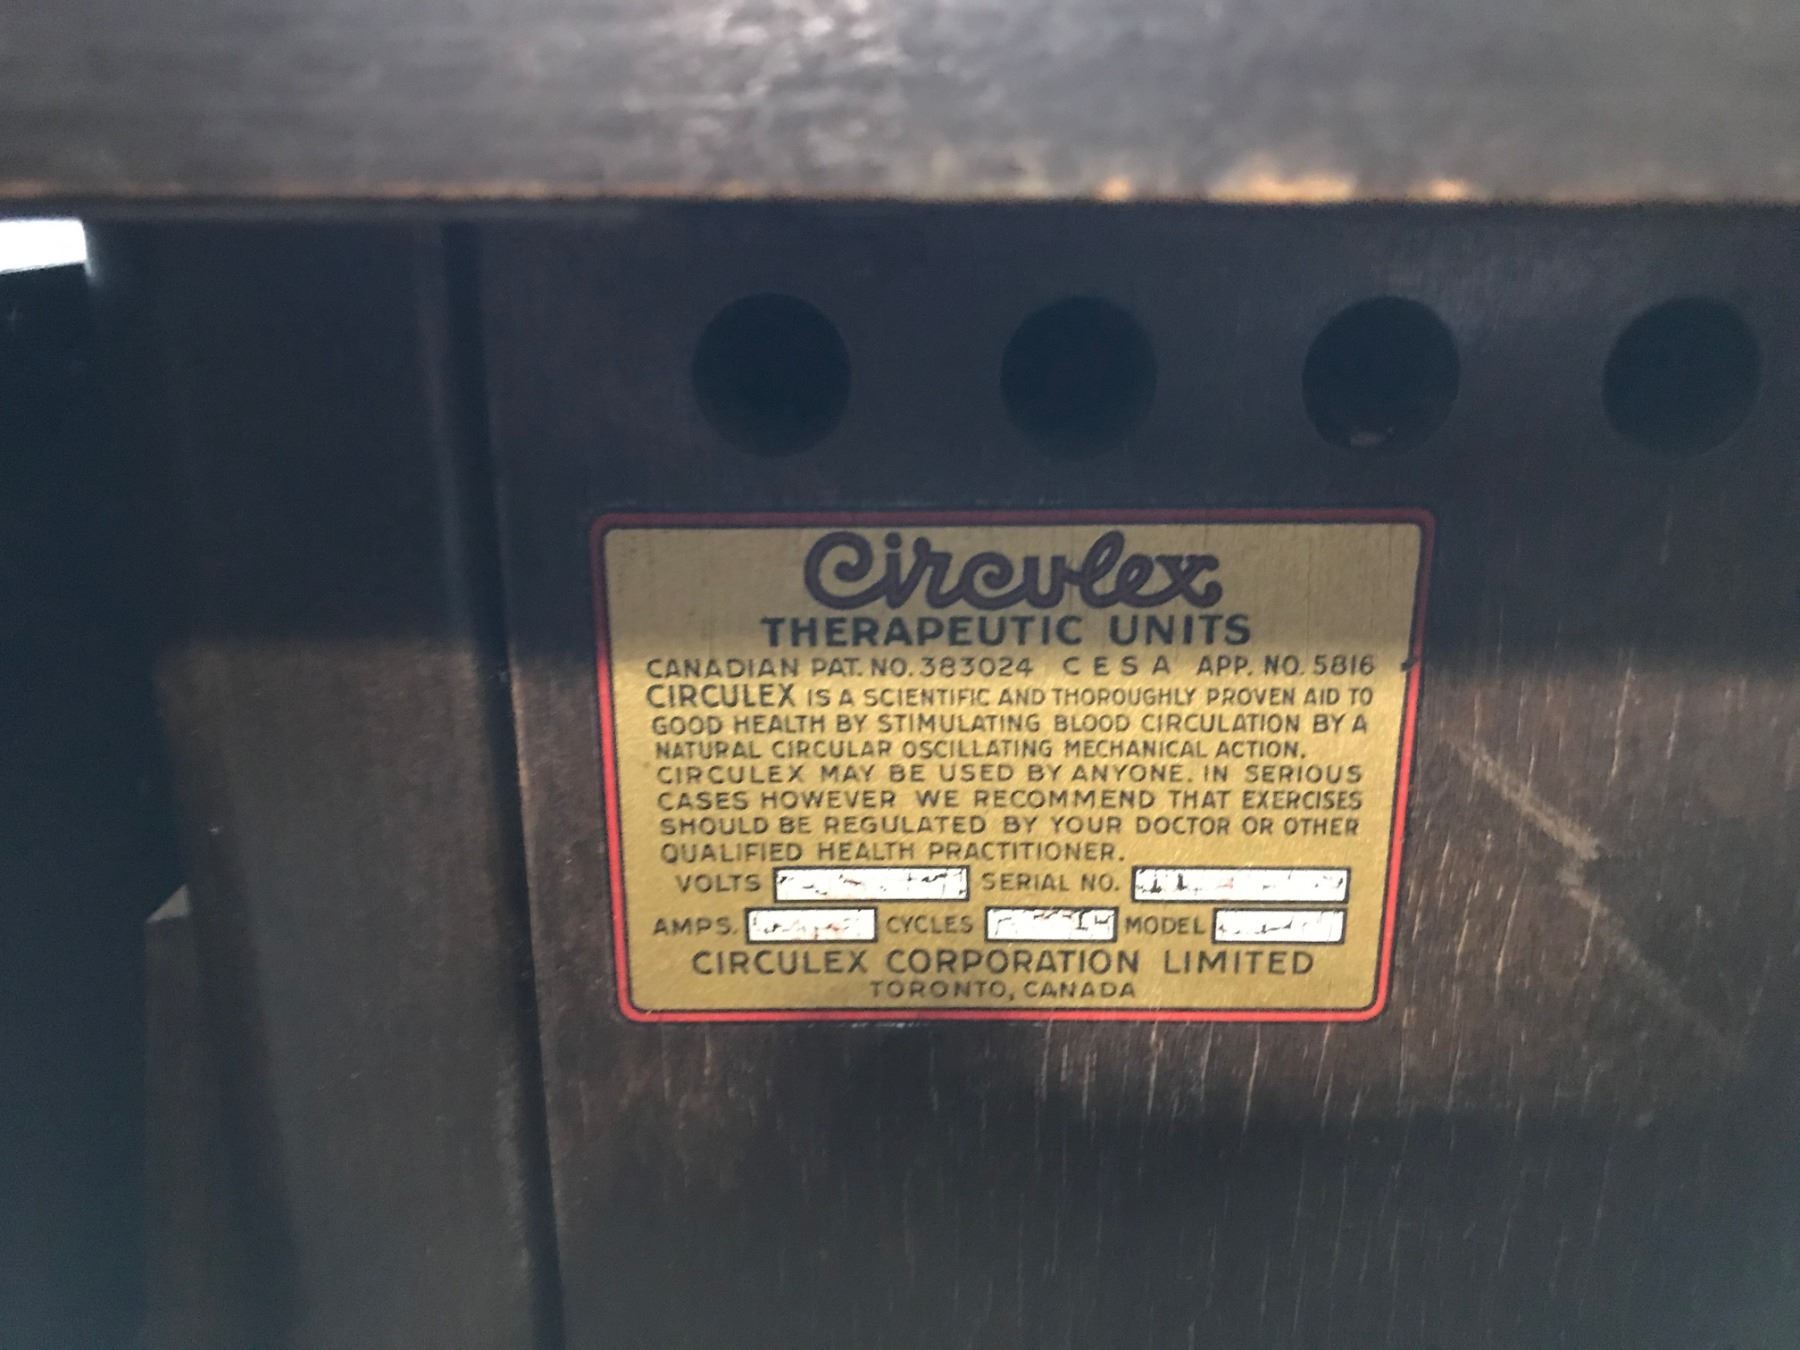 Circulex
THERAPEUTIC UNITS
CANADIAN PAT. NO. 383024 C E S A APP. NO. 5816
CIRCULEX IS A SCIENTIFIC AND THOROUGHLY PROVEN AID TO
GOOD HEALTH BY STIMULATING BLOOD CIRCULATION BY A
NATURAL CIRCULAR OSCILLATING MECHANICAL ACTION.
CIRCULEX MAY BE USED BY ANYONE. IN SERIOUS
CASES HOWEVER WE RECOMMEND THAT EXERCISES
SHOULD BE REGULATED BY YOUR DOCTOR OR OTHER
QUALIFIED HEALTH PRACTITIONER.
VOLTS SERIAL NO.
AMPS. CYCLES MODEL
CIRCULEX CORPORATION LIMITED
TORONTO, CANADA